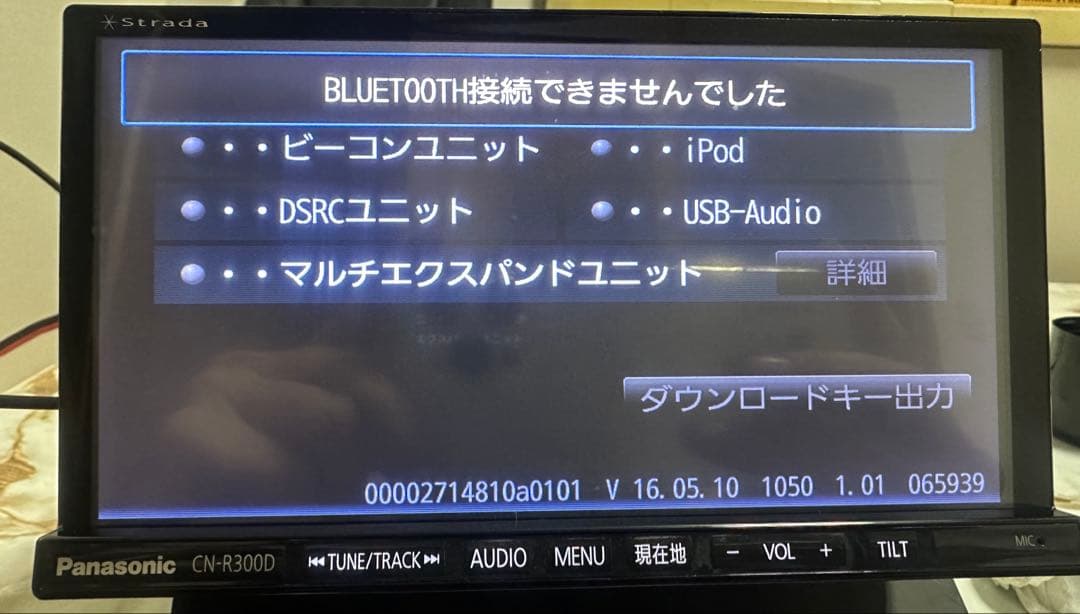 Strada
BLUETOOTH接続できませんでした
・・ビーコンユニット ・・iPod
・・DSRCユニット ・・USB-Audio
・・マルチエクスパンドユニット 詳細
ダウンロードキー出力
00002714810a0101 V 16.05.10 1050 1.01 065939
Panasonic CN-R300D TUNE/TRACK AUDIO MENU 現在地 − VOL + TILT MIC